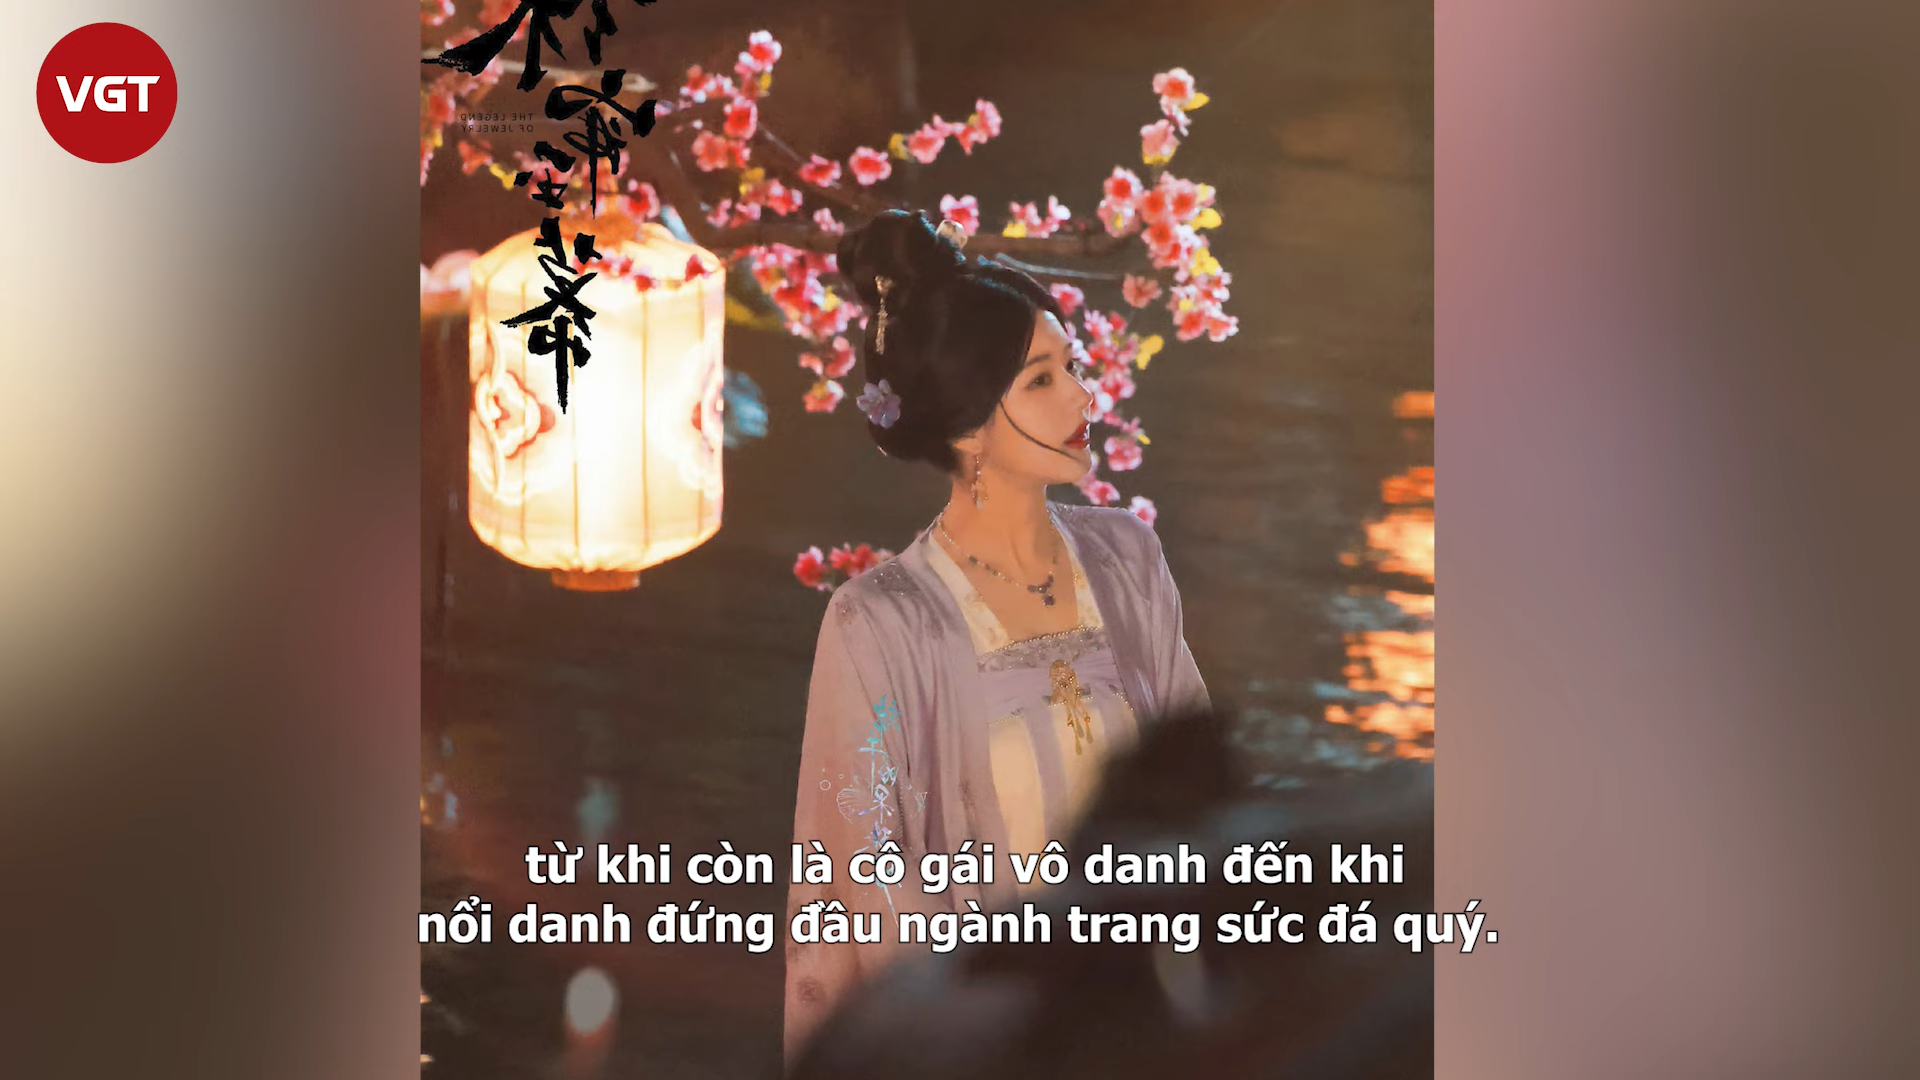 VGT
THE LEGEND
OF JEWELRY
từ khi còn là cô gái vô danh đến khi
nổi danh đứng đầu ngành trang sức đá quý.